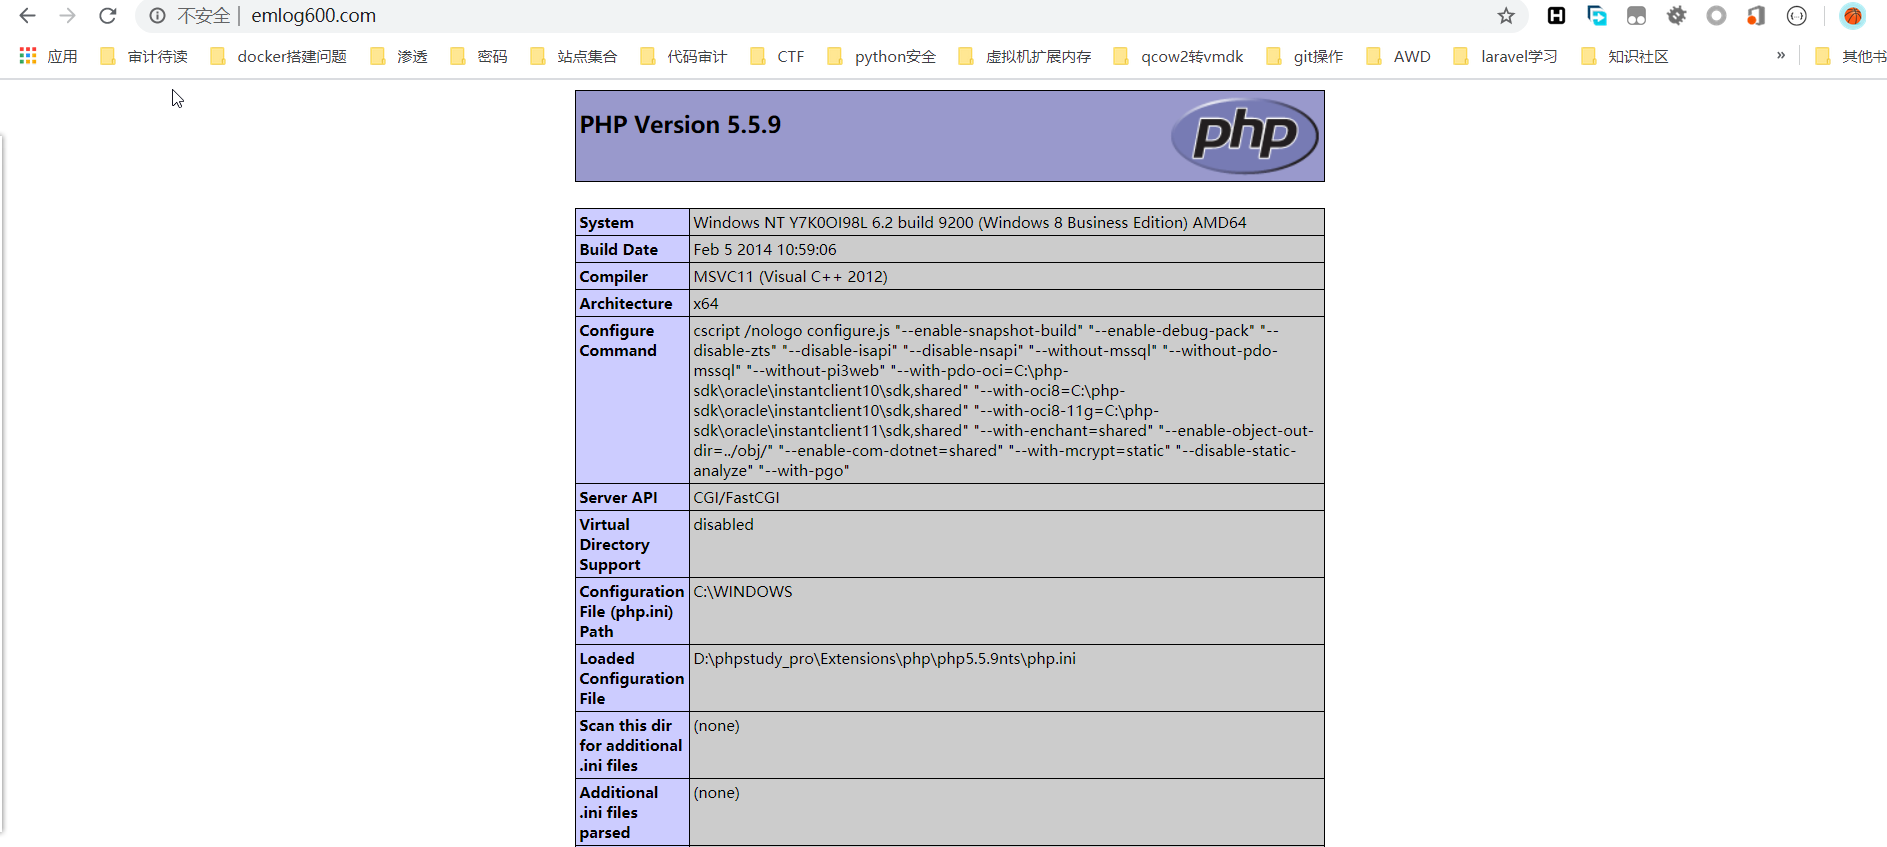 不安全 | emlog600.com
应用 审计待读 docker搭建问题 渗透 密码 站点集合 代码审计 CTF python安全 虚拟机扩展内存 qcow2转vmdk git操作 AWD laravel学习 知识社区 » 其他书
PHP Version 5.5.9
php
System Windows NT Y7K0OI98L 6.2 build 9200 (Windows 8 Business Edition) AMD64
Build Date Feb 5 2014 10:59:06
Compiler MSVC11 (Visual C++ 2012)
Architecture x64
Configure Command
cscript /nologo configure.js "--enable-snapshot-build" "--enable-debug-pack" "--
disable-zts" "--disable-isapi" "--disable-nsapi" "--without-mssql" "--without-pdo-
mssql" "--without-pi3web" "--with-pdo-oci=C:\php-
sdk\oracle\instantclient10\sdk,shared" "--with-oci8=C:\php-
sdk\oracle\instantclient10\sdk,shared" "--with-oci8-11g=C:\php-
sdk\oracle\instantclient11\sdk,shared" "--with-enchant=shared" "--enable-object-out-
dir=../obj/" "--enable-com-dotnet=shared" "--with-mcrypt=static" "--disable-static-
analyze" "--with-pgo"
Server API CGI/FastCGI
Virtual
Directory
Support
disabled
Configuration
File (php.ini)
Path
C:\WINDOWS
Loaded
Configuration
File
D:\phpstudy_pro\Extensions\php\php5.5.9nts\php.ini
Scan this dir
for additional
.ini files
(none)
Additional
.ini files
parsed
(none)